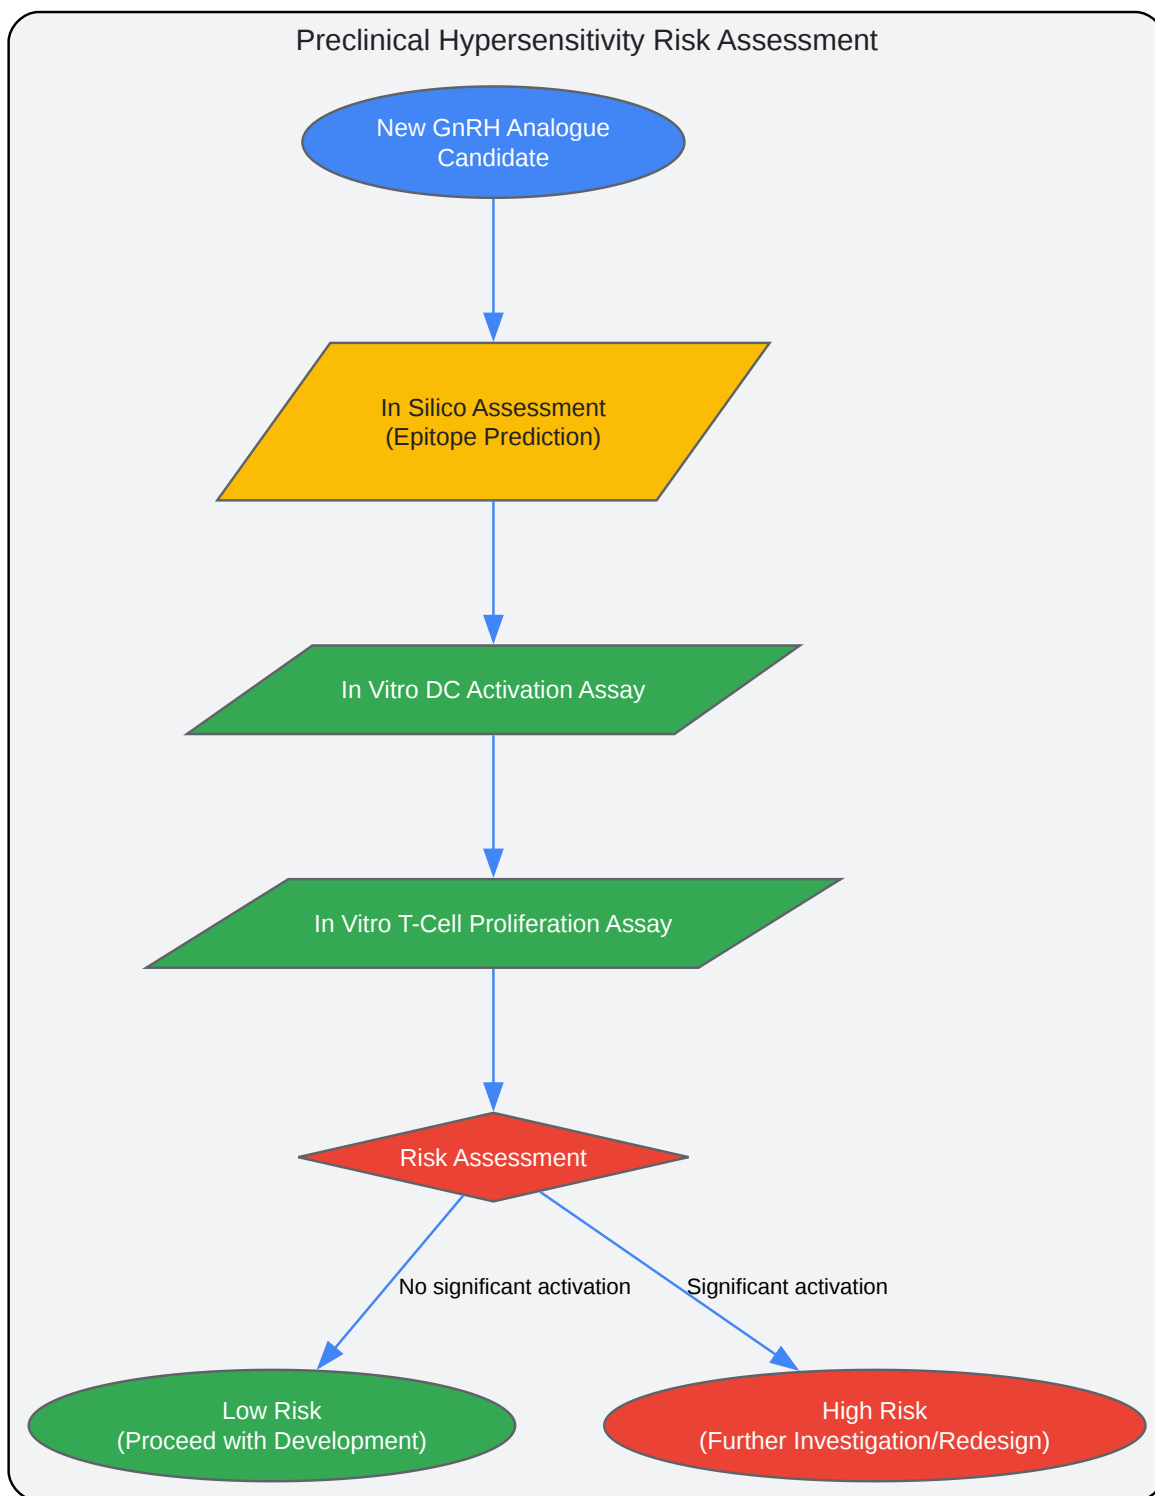 Preclinical Hypersensitivity Risk Assessment
New GnRH Analogue
Candidate
In Silico Assessment
(Epitope Prediction)
In Vitro DC Activation Assay
In Vitro T-Cell Proliferation Assay
Risk Assessment
No significant activation
Significant activation
Low Risk
(Proceed with Development)
High Risk
(Further Investigation/Redesign)